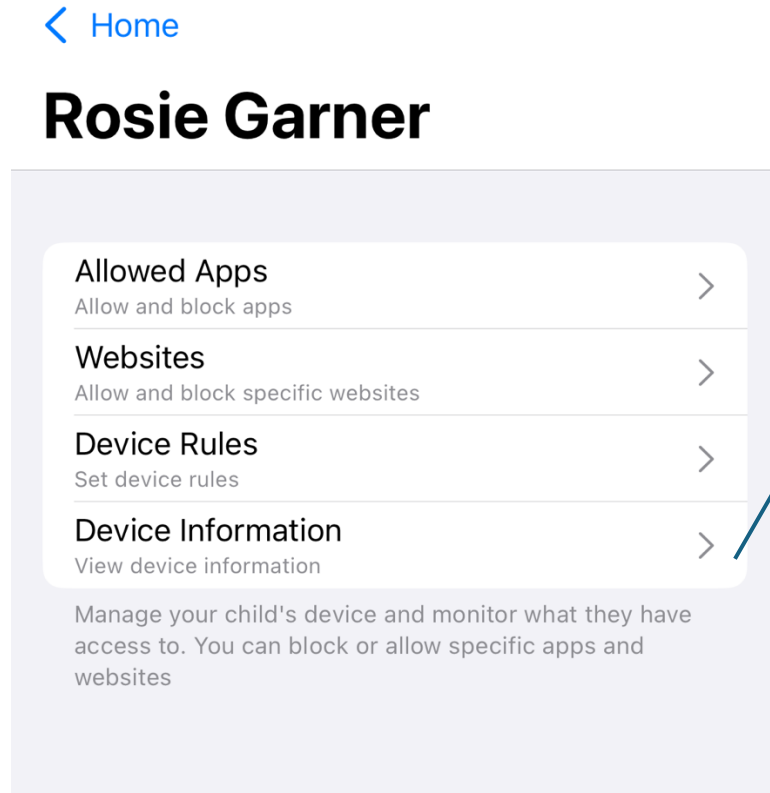 Home
Rosie Garner
Allowed Apps
Allow and block apps
Websites
Allow and block specific websites
Device Rules
Set device rules
Device Information
View device information
Manage your child's device and monitor what they have
access to. You can block or allow specific apps and
websites